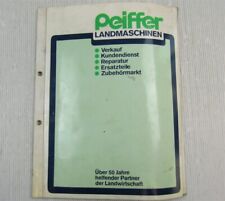 Peiffer
LANDMASCHINEN
Verkauf
Kundendienst
Reparatur
Ersatzteile
Zubehörmarkt
Über 50 Jahre
helfender Partner
der Landwirtschaft